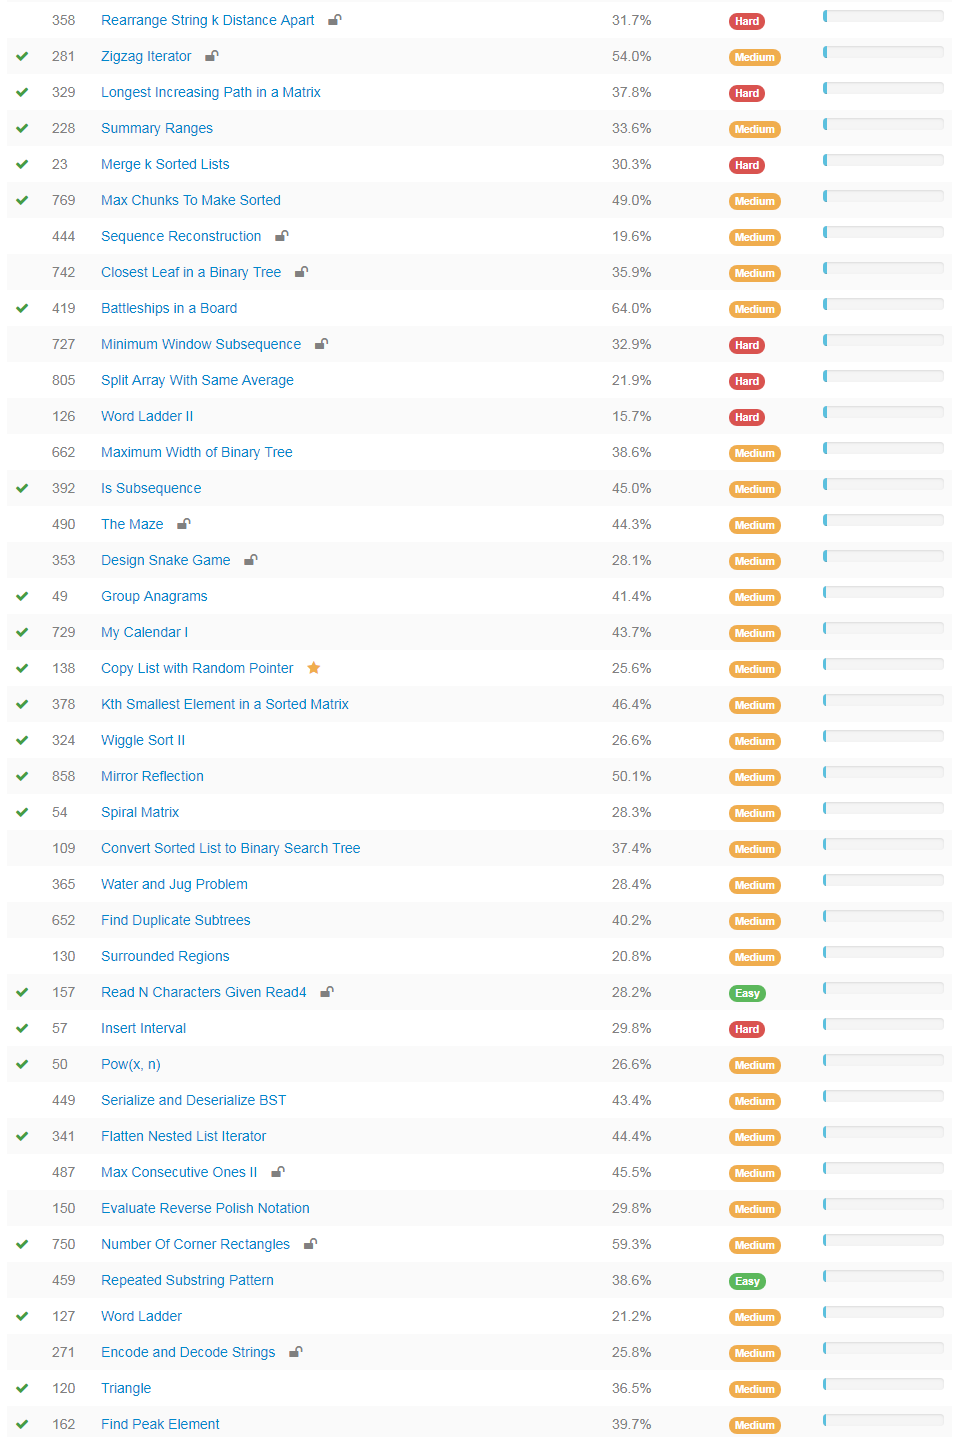 358 Rearrange String k Distance Apart 31.7% Hard
281 Zigzag Iterator 54.0% Medium
329 Longest Increasing Path in a Matrix 37.8% Hard
228 Summary Ranges 33.6% Medium
23 Merge k Sorted Lists 30.3% Hard
769 Max Chunks To Make Sorted 49.0% Medium
444 Sequence Reconstruction 19.6% Medium
742 Closest Leaf in a Binary Tree 35.9% Medium
419 Battleships in a Board 64.0% Medium
727 Minimum Window Subsequence 32.9% Hard
805 Split Array With Same Average 21.9% Hard
126 Word Ladder II 15.7% Hard
662 Maximum Width of Binary Tree 38.6% Medium
392 Is Subsequence 45.0% Medium
490 The Maze 44.3% Medium
353 Design Snake Game 28.1% Medium
49 Group Anagrams 41.4% Medium
729 My Calendar I 43.7% Medium
138 Copy List with Random Pointer 25.6% Medium
378 Kth Smallest Element in a Sorted Matrix 46.4% Medium
324 Wiggle Sort II 26.6% Medium
858 Mirror Reflection 50.1% Medium
54 Spiral Matrix 28.3% Medium
109 Convert Sorted List to Binary Search Tree 37.4% Medium
365 Water and Jug Problem 28.4% Medium
652 Find Duplicate Subtrees 40.2% Medium
130 Surrounded Regions 20.8% Medium
157 Read N Characters Given Read4 28.2% Easy
57 Insert Interval 29.8% Hard
50 Pow(x, n) 26.6% Medium
449 Serialize and Deserialize BST 43.4% Medium
341 Flatten Nested List Iterator 44.4% Medium
487 Max Consecutive Ones II 45.5% Medium
150 Evaluate Reverse Polish Notation 29.8% Medium
750 Number Of Corner Rectangles 59.3% Medium
459 Repeated Substring Pattern 38.6% Easy
127 Word Ladder 21.2% Medium
271 Encode and Decode Strings 25.8% Medium
120 Triangle 36.5% Medium
162 Find Peak Element 39.7% Medium